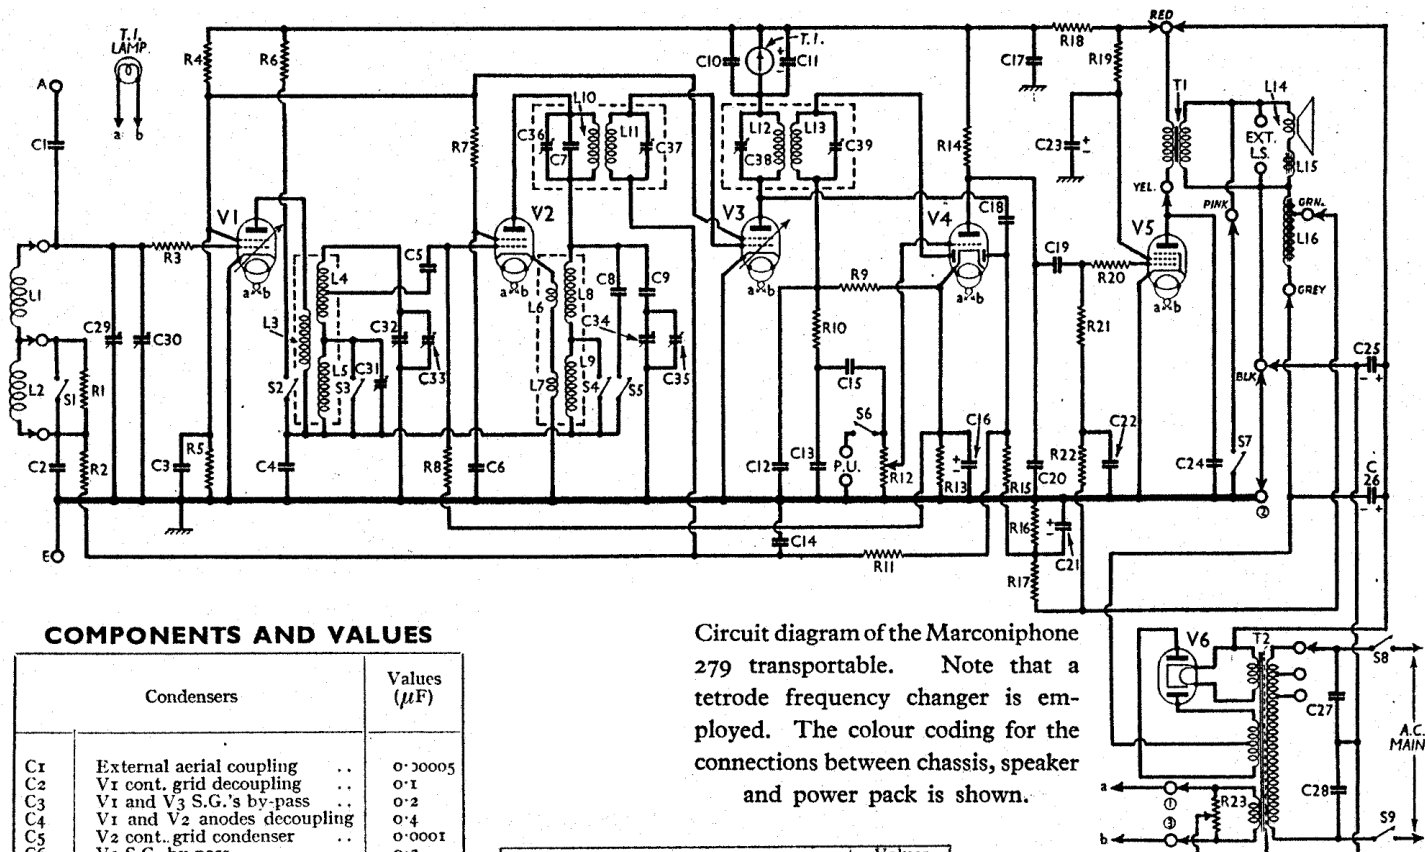 RED
T.I.
LAMP.
R4
R6
C10
T.I.
C11
C17
R18
R19
T1
L14
A
a b
C1
L10
L11
L12
L13
C36
C7
C37
C38
C39
R7
R14
C23
EXT.
L.S.
L15
YEL.
PINK
GRN.
V1
V2
V3
V4
C18
V5
L16
R3
C5
C19
R20
L4
a b
a b
a b
a b
a b
GREY
L1
C29
C30
L3
C32
L6
L8
C8
C9
R9
R10
R21
C34
L2
S1
R1
S2
L5
S3
C31
C33
L7
L9
S4
S5
C35
C15
BLK
C25
S6
C16
C22
S7
C2
R2
C3
R5
C4
R8
C6
C12
C13
P.U.
R12
R13
R15
C20
R22
C24
C
26
R16
②
E
C14
R11
C21
R17
COMPONENTS AND VALUES
Condensers
Values
(μF)
C1 External aerial coupling .. 0·00005
C2 V1 cont. grid decoupling .. 0·1
C3 V1 and V3 S.G.'s by-pass .. 0·2
C4 V1 and V2 anodes decoupling 0·4
C5 V2 cont. grid condenser .. 0·0001
Values
Circuit diagram of the Marconiphone
279 transportable. Note that a
tetrode frequency changer is em-
ployed. The colour coding for the
connections between chassis, speaker
and power pack is shown.
V6
T2
S8
C27
A.C.
MAIN
a
①
R23
C28
③
b
S9